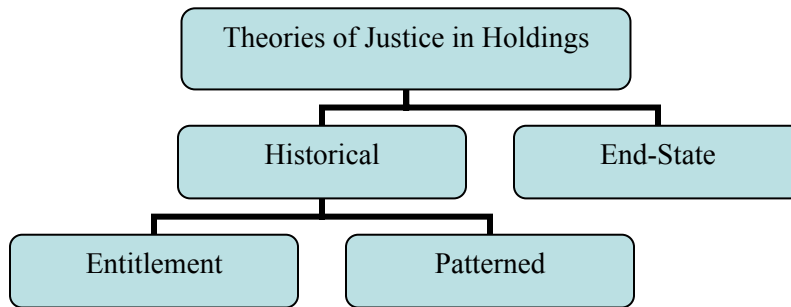 Theories of Justice in Holdings
Historical
End-State
Entitlement
Patterned